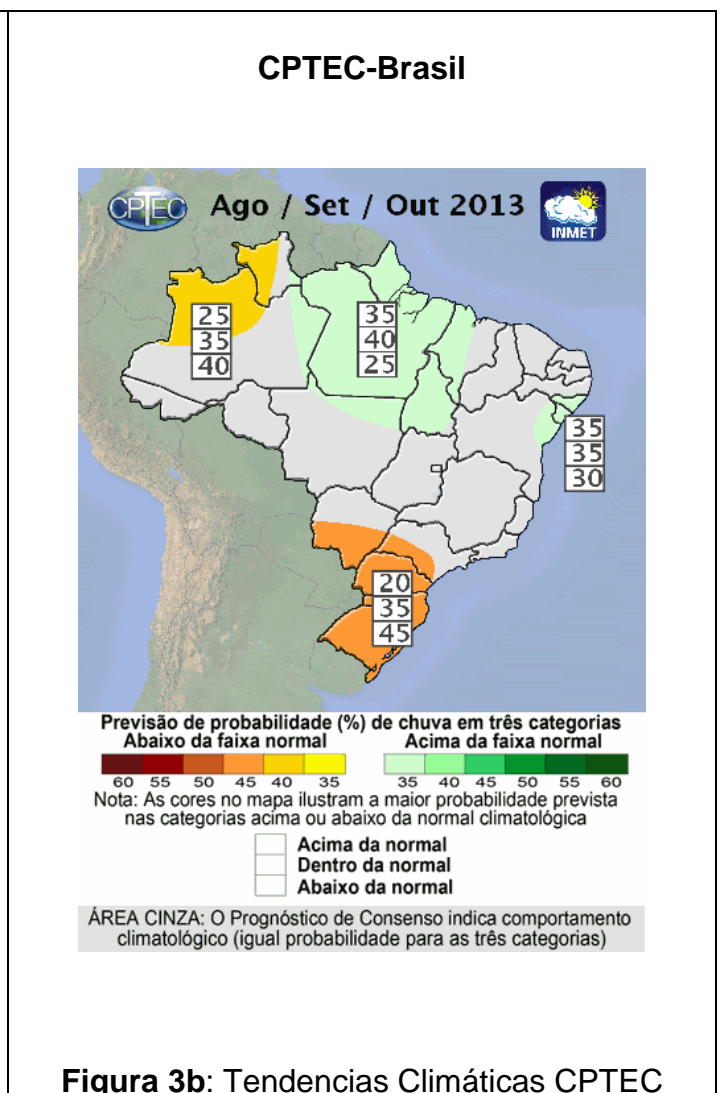 CPTEC-Brasil
CPTEC Ago / Set / Out 2013 INMET
25
35
40
35
40
25
35
35
30
20
35
45
Previsão de probabilidade (%) de chuva em três categorias
Abaixo da faixa normal Acima da faixa normal
60 55 50 45 40 35 35 40 45 50 55 60
Nota: As cores no mapa ilustram a maior probabilidade prevista
nas categorias acima ou abaixo da normal climatológica
Acima da normal
Dentro da normal
Abaixo da normal
ÁREA CINZA: O Prognóstico de Consenso indica comportamento
climatológico (igual probabilidade para as três categorias)
Figura 3b: Tendencias Climáticas CPTEC